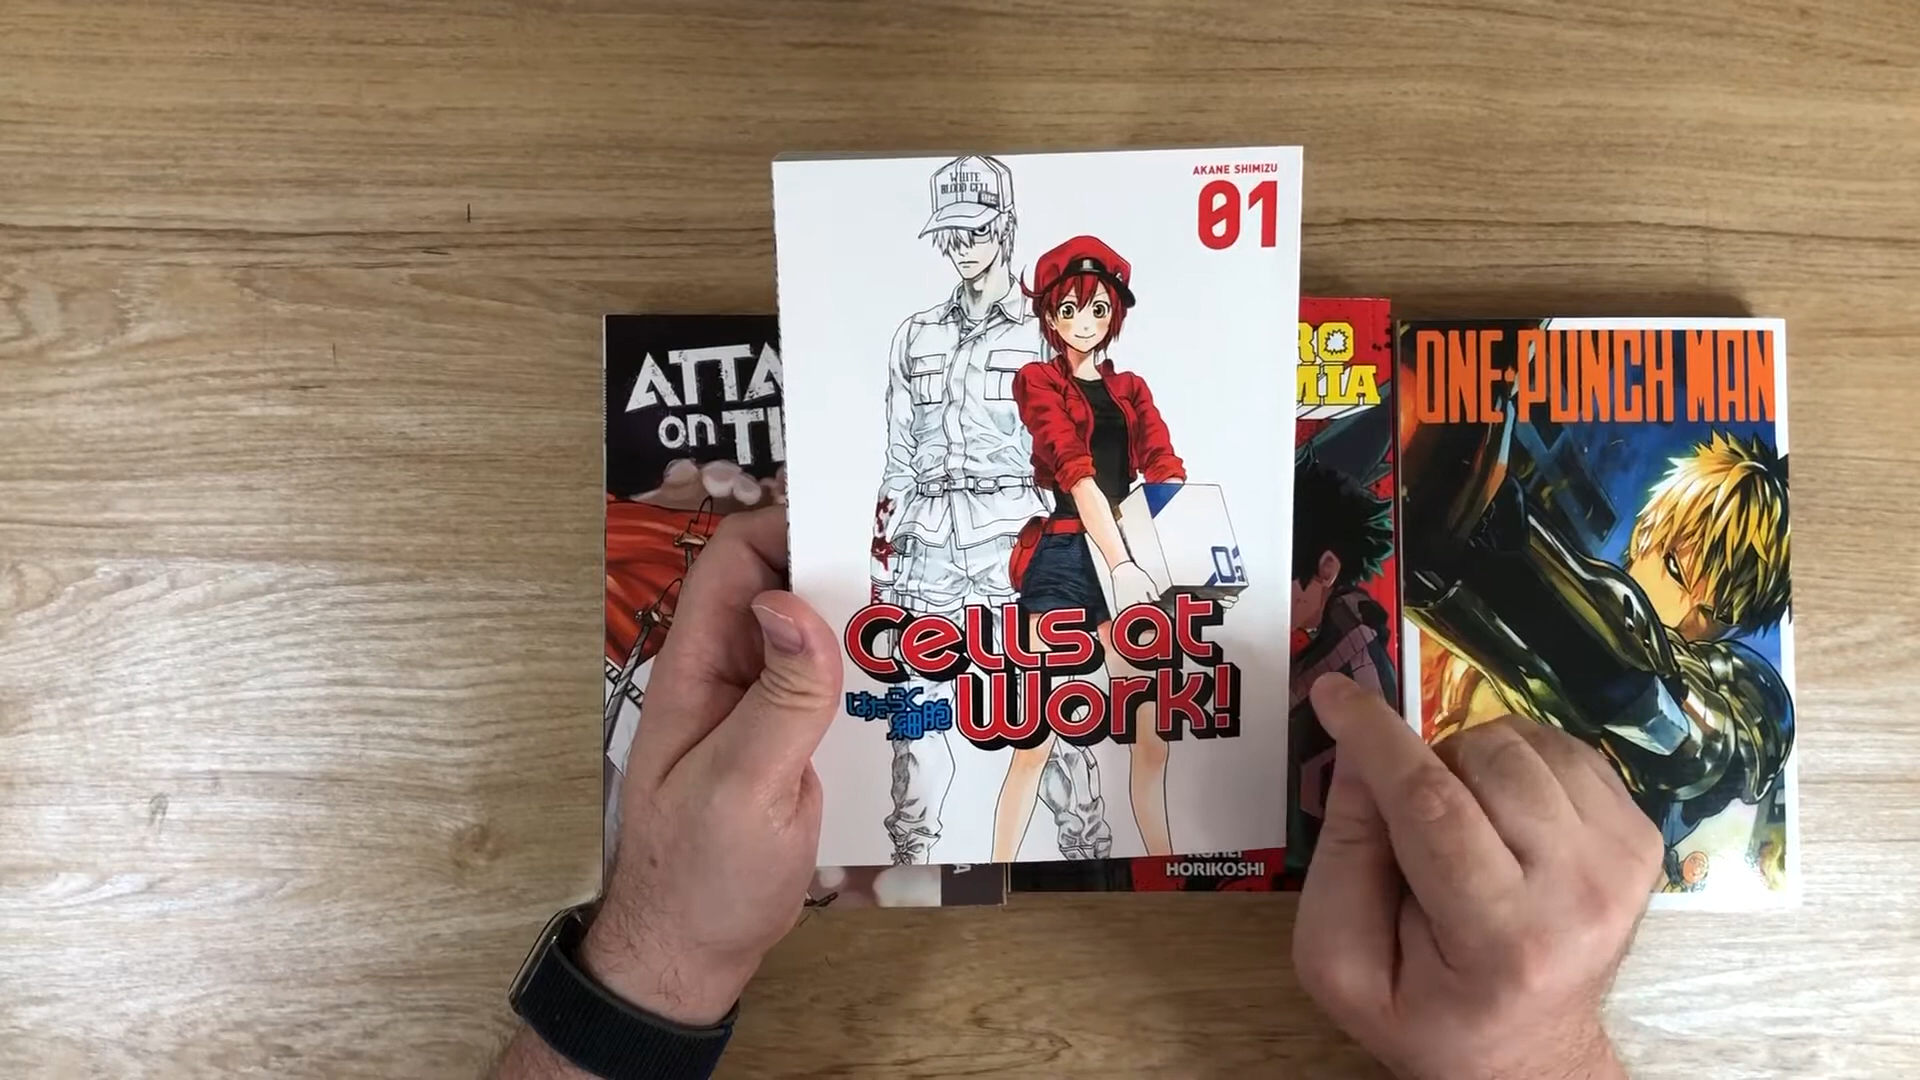 AKANE SHIMIZU
01
WHITE
BLOOD CELL
O2
cells at
work!
はたらく
細胞
ATTA
on TI
RO
MIA
HORIKOSHI
ONE-PUNCH MAN